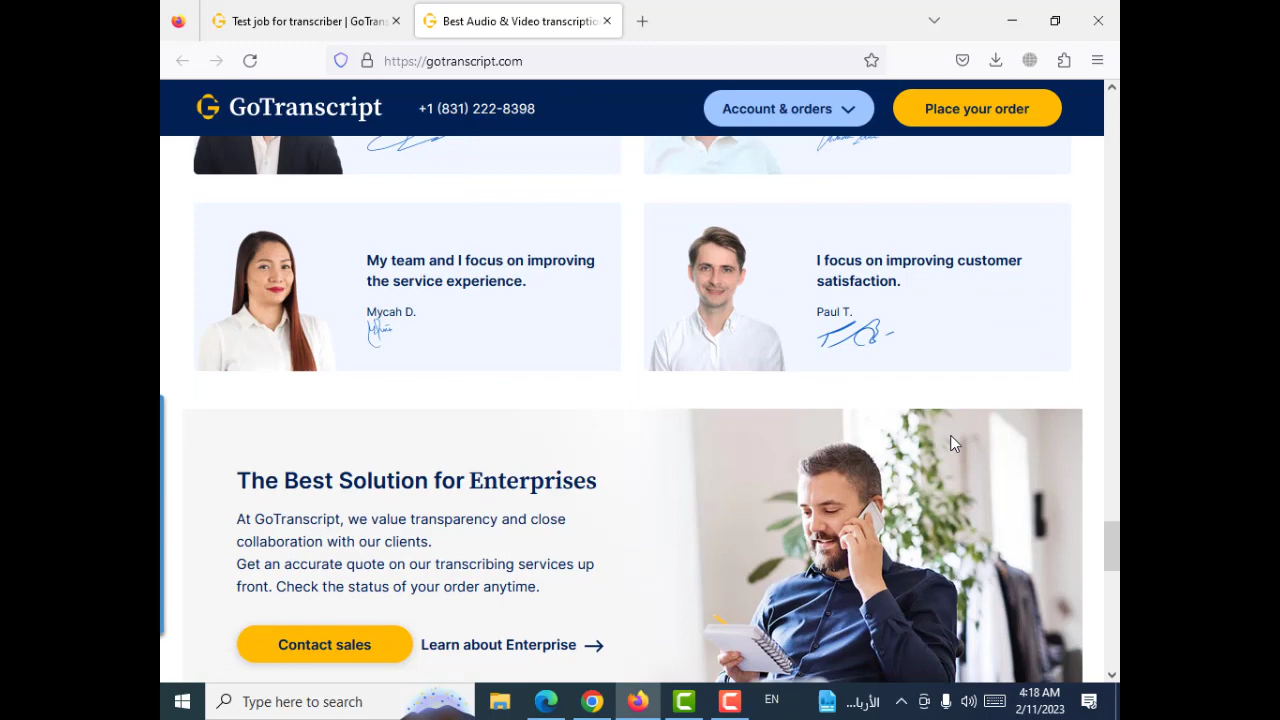 Test job for transcriber | GoTrans
Best Audio & Video transcriptio
https://gotranscript.com
GoTranscript
+1 (831) 222-8398
Account & orders
Place your order
My team and I focus on improving
the service experience.
Mycah D.
I focus on improving customer
satisfaction.
Paul T.
The Best Solution for Enterprises
At GoTranscript, we value transparency and close
collaboration with our clients.
Get an accurate quote on our transcribing services up
front. Check the status of your order anytime.
Contact sales
Learn about Enterprise
Type here to search
EN
الأربا...
4:18 AM
2/11/2023